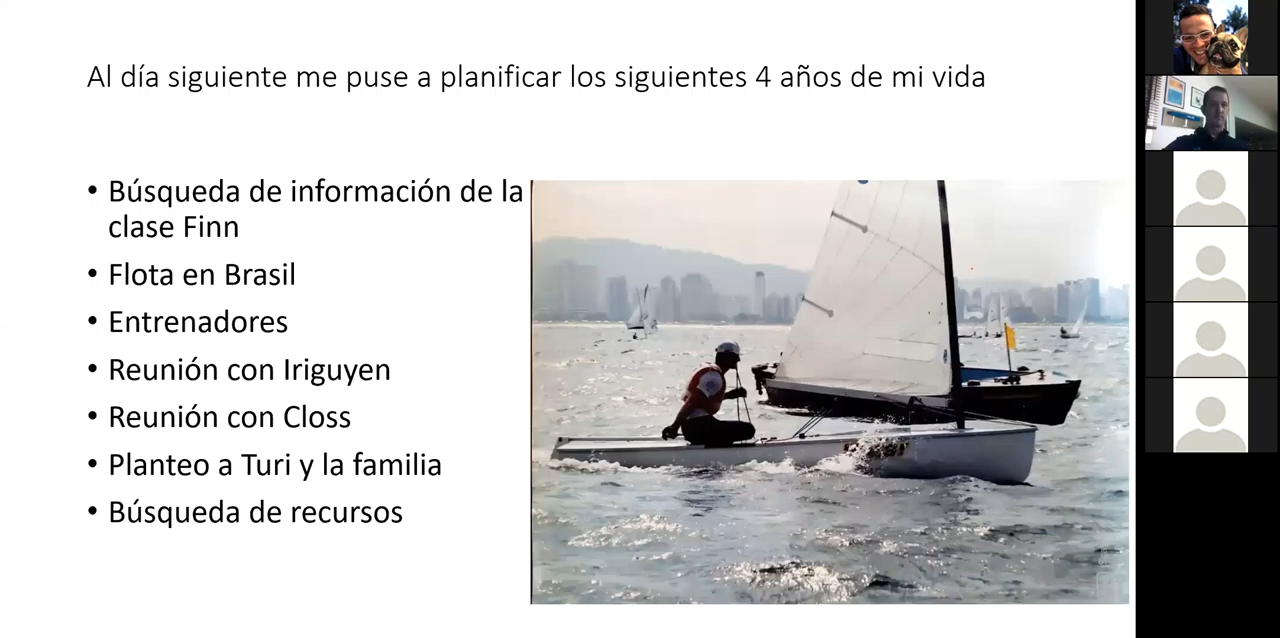 Al día siguiente me puse a planificar los siguientes 4 años de mi vida
• Búsqueda de información de la
clase Finn
• Flota en Brasil
• Entrenadores
• Reunión con Iriguyen
• Reunión con Closs
• Planteo a Turi y la familia
• Búsqueda de recursos